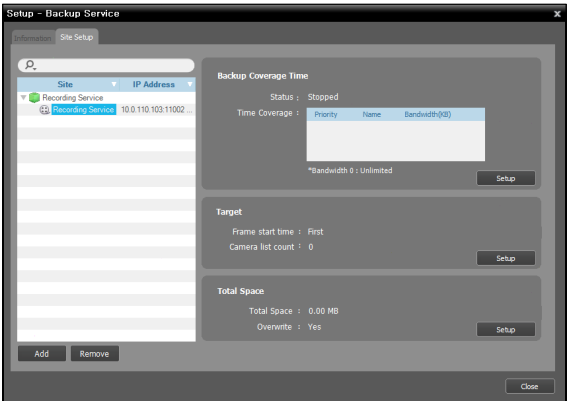 Setup - Backup Service
x
Information
Site Setup
Site
IP Address
Recording Service
Recording Service 10.0.110.103:11002 ...
Add
Remove
Backup Coverage Time
Status : Stopped
Time Coverage :
Priority Name Bandwidth(KB)
*Bandwidth 0 : Unlimited
Setup
Target
Frame start time : First
Camera list count : 0
Setup
Total Space
Total Space : 0.00 MB
Overwrite : Yes
Setup
Close